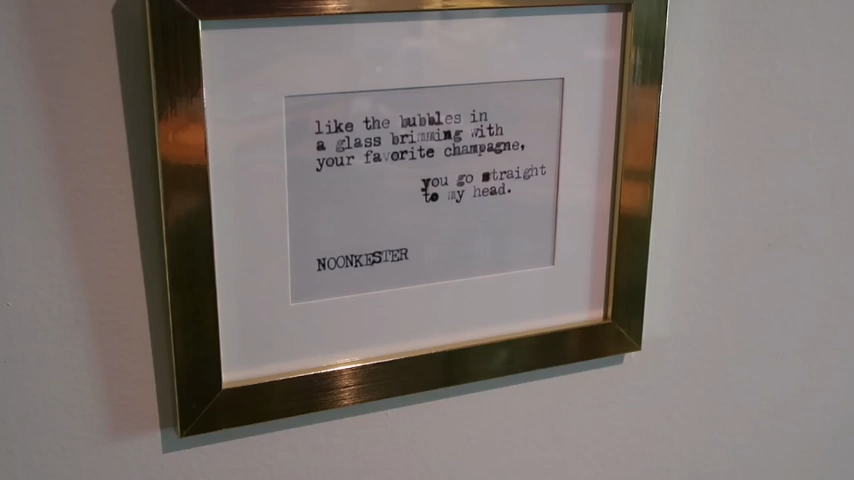 like the bubbles in
a glass brimming with
your favorite champagne,
you go straight
to my head.
NOONKESTER